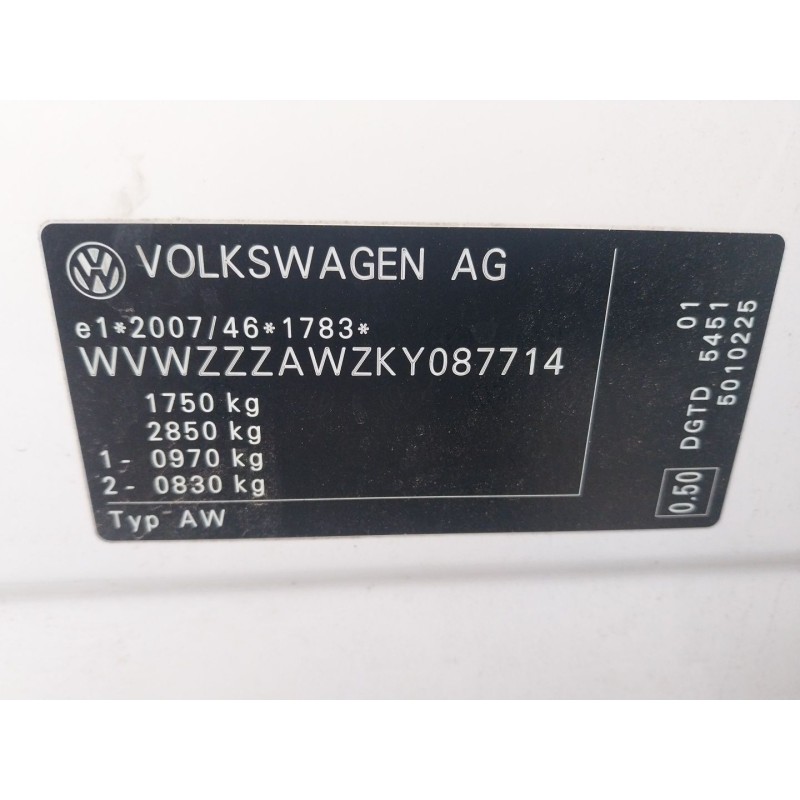 VOLKSWAGEN AG
e1*2007/46*1783*
WVWZZZAWZKY087714
1750 kg
2850 kg
1- 0970 kg
2- 0830 kg
Typ AW
01
0.50 DGTD 5451
5010225